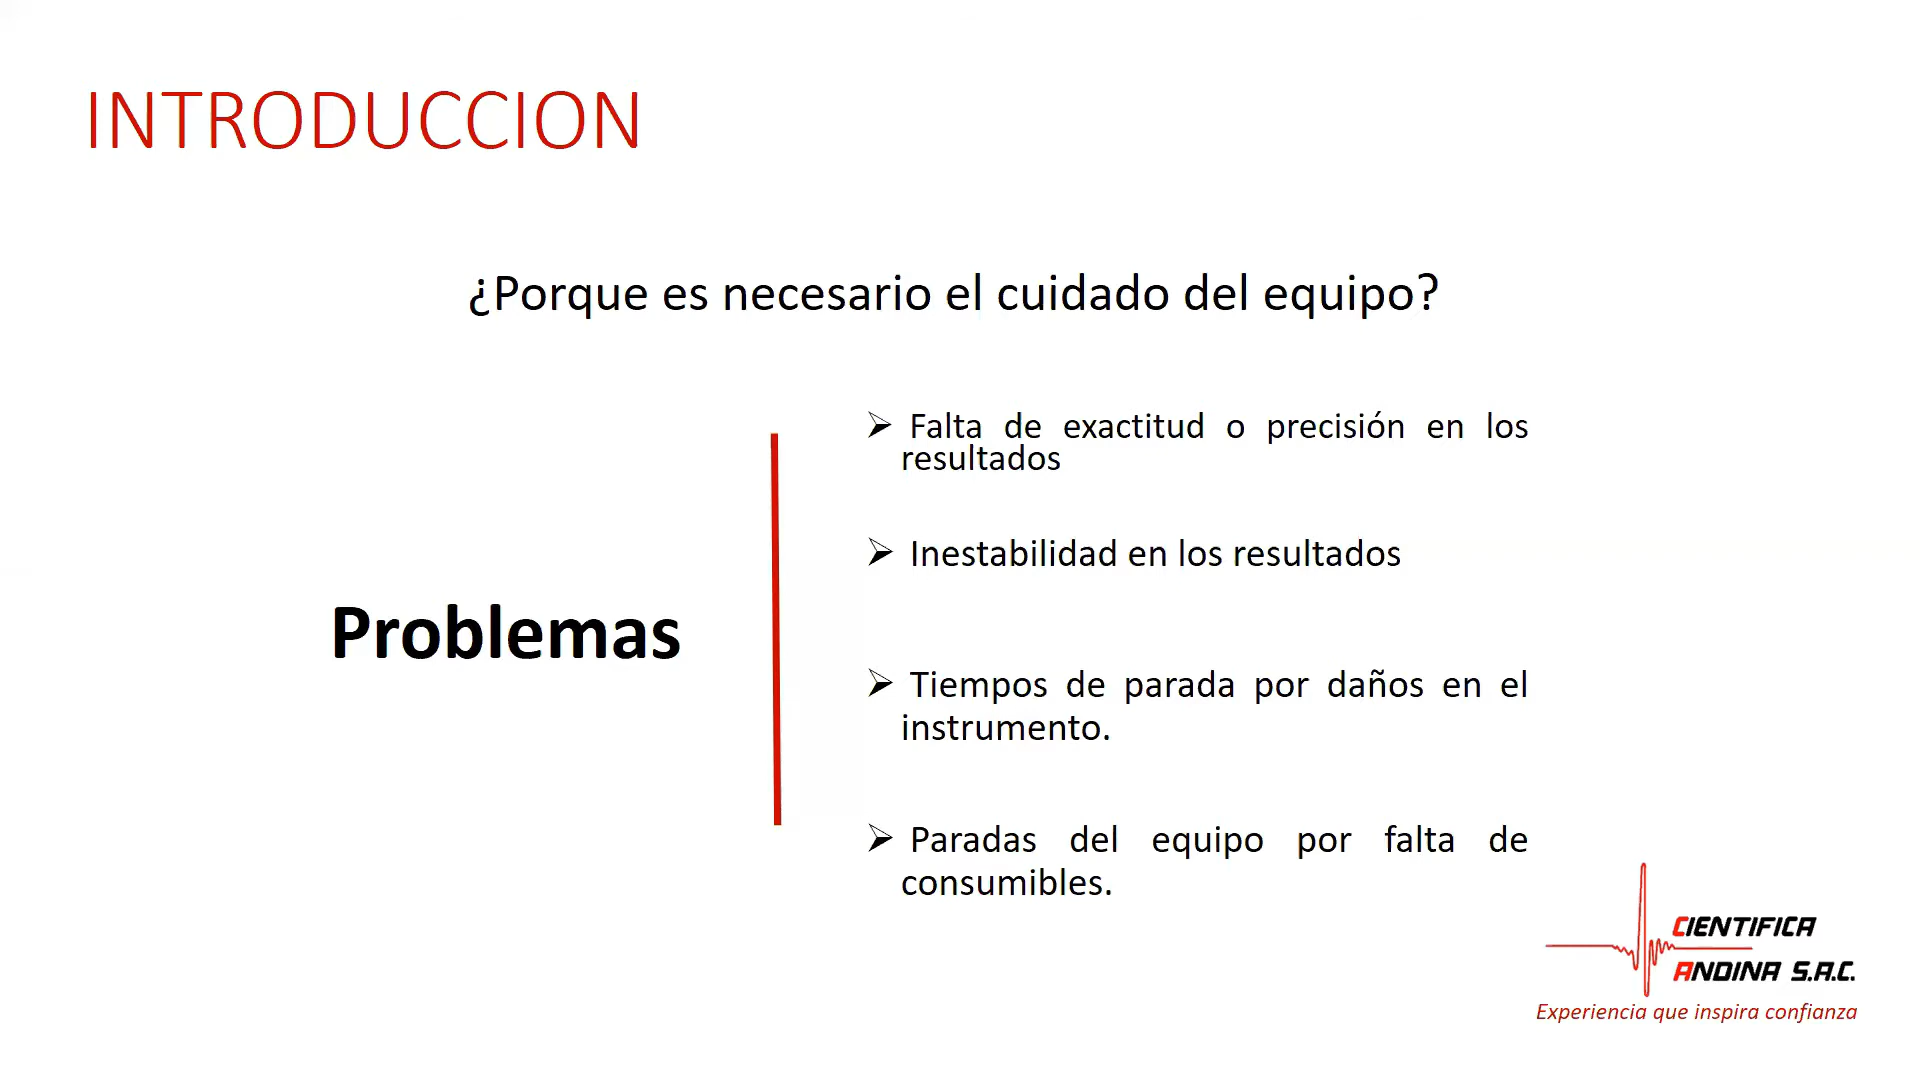 INTRODUCCION
¿Porque es necesario el cuidado del equipo?
Problemas
➢ Falta de exactitud o precisión en los
resultados
➢ Inestabilidad en los resultados
➢ Tiempos de parada por daños en el
instrumento.
➢ Paradas del equipo por falta de
consumibles.
CIENTIFICA
ANDINA S.A.C.
Experiencia que inspira confianza